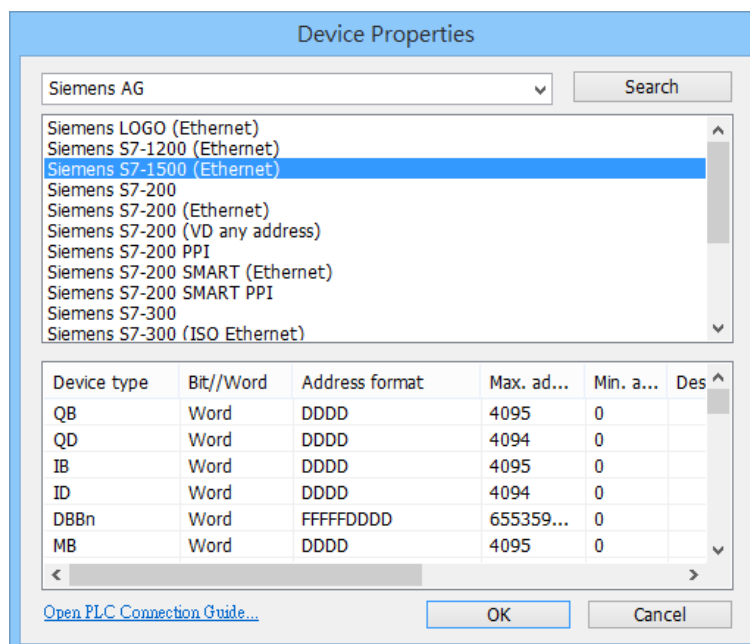 Device Properties
Siemens AG
Search
Siemens LOGO (Ethernet)
Siemens S7-1200 (Ethernet)
Siemens S7-1500 (Ethernet)
Siemens S7-200
Siemens S7-200 (Ethernet)
Siemens S7-200 (VD any address)
Siemens S7-200 PPI
Siemens S7-200 SMART (Ethernet)
Siemens S7-200 SMART PPI
Siemens S7-300
Siemens S7-300 (ISO Ethernet)
Device type Bit//Word Address format Max. ad... Min. a... Des
QB Word DDDD 4095 0
QD Word DDDD 4094 0
IB Word DDDD 4095 0
ID Word DDDD 4094 0
DBBn Word FFFFFDDDD 655359... 0
MB Word DDDD 4095 0
Open PLC Connection Guide... OK Cancel